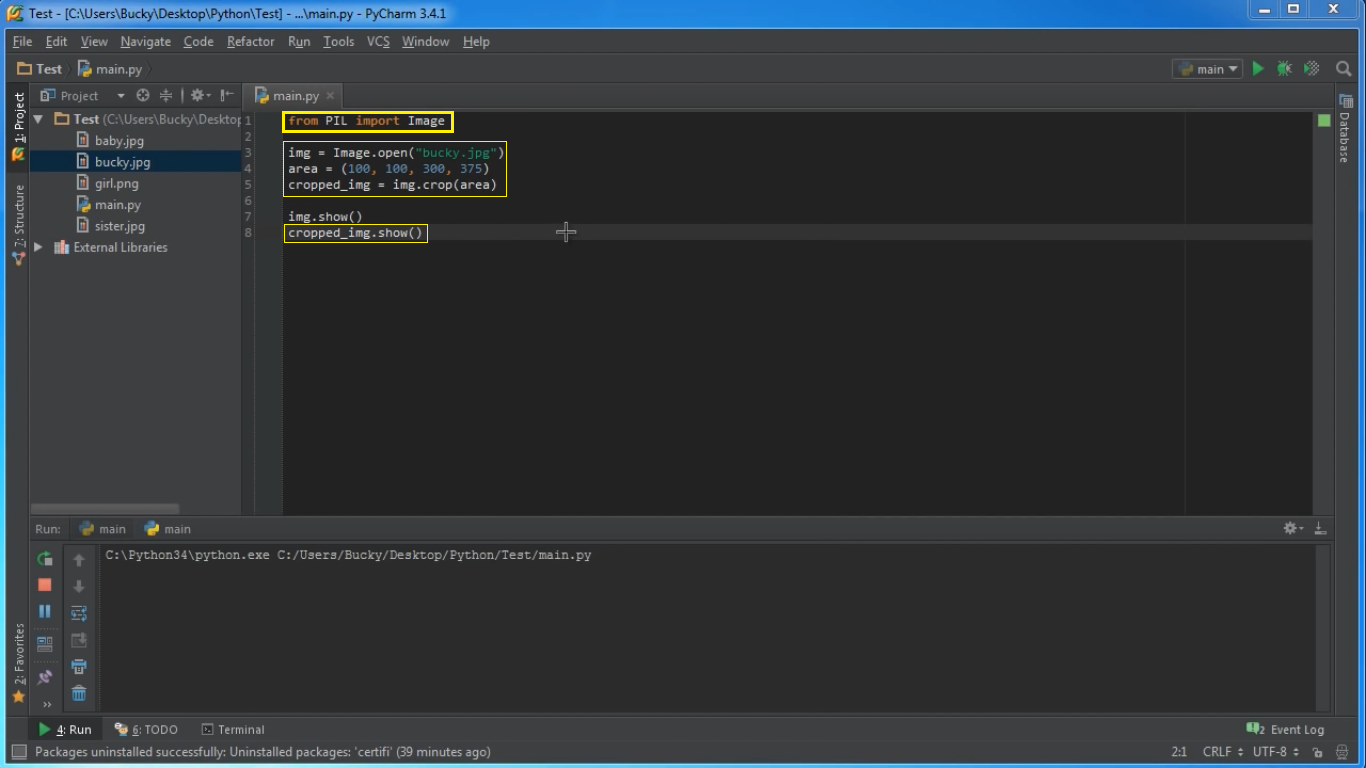 Test - [C:\Users\Bucky\Desktop\Python\Test] - ...\main.py - PyCharm 3.4.1
File Edit View Navigate Code Refactor Run Tools VCS Window Help
Test main.py main
1: Project
Project
main.py
Test (C:\Users\Bucky\Desktop
baby.jpg
bucky.jpg
girl.png
main.py
sister.jpg
External Libraries
7: Structure
1 from PIL import Image
2
3 img = Image.open("bucky.jpg")
4 area = (100, 100, 300, 375)
5 cropped_img = img.crop(area)
6
7 img.show()
8 cropped_img.show()
Database
Run: main main
C:\Python34\python.exe C:/Users/Bucky/Desktop/Python/Test/main.py
2: Favorites
4: Run 6: TODO Terminal 2 Event Log
Packages uninstalled successfully: Uninstalled packages: 'certifi' (39 minutes ago) 2:1 CRLF UTF-8